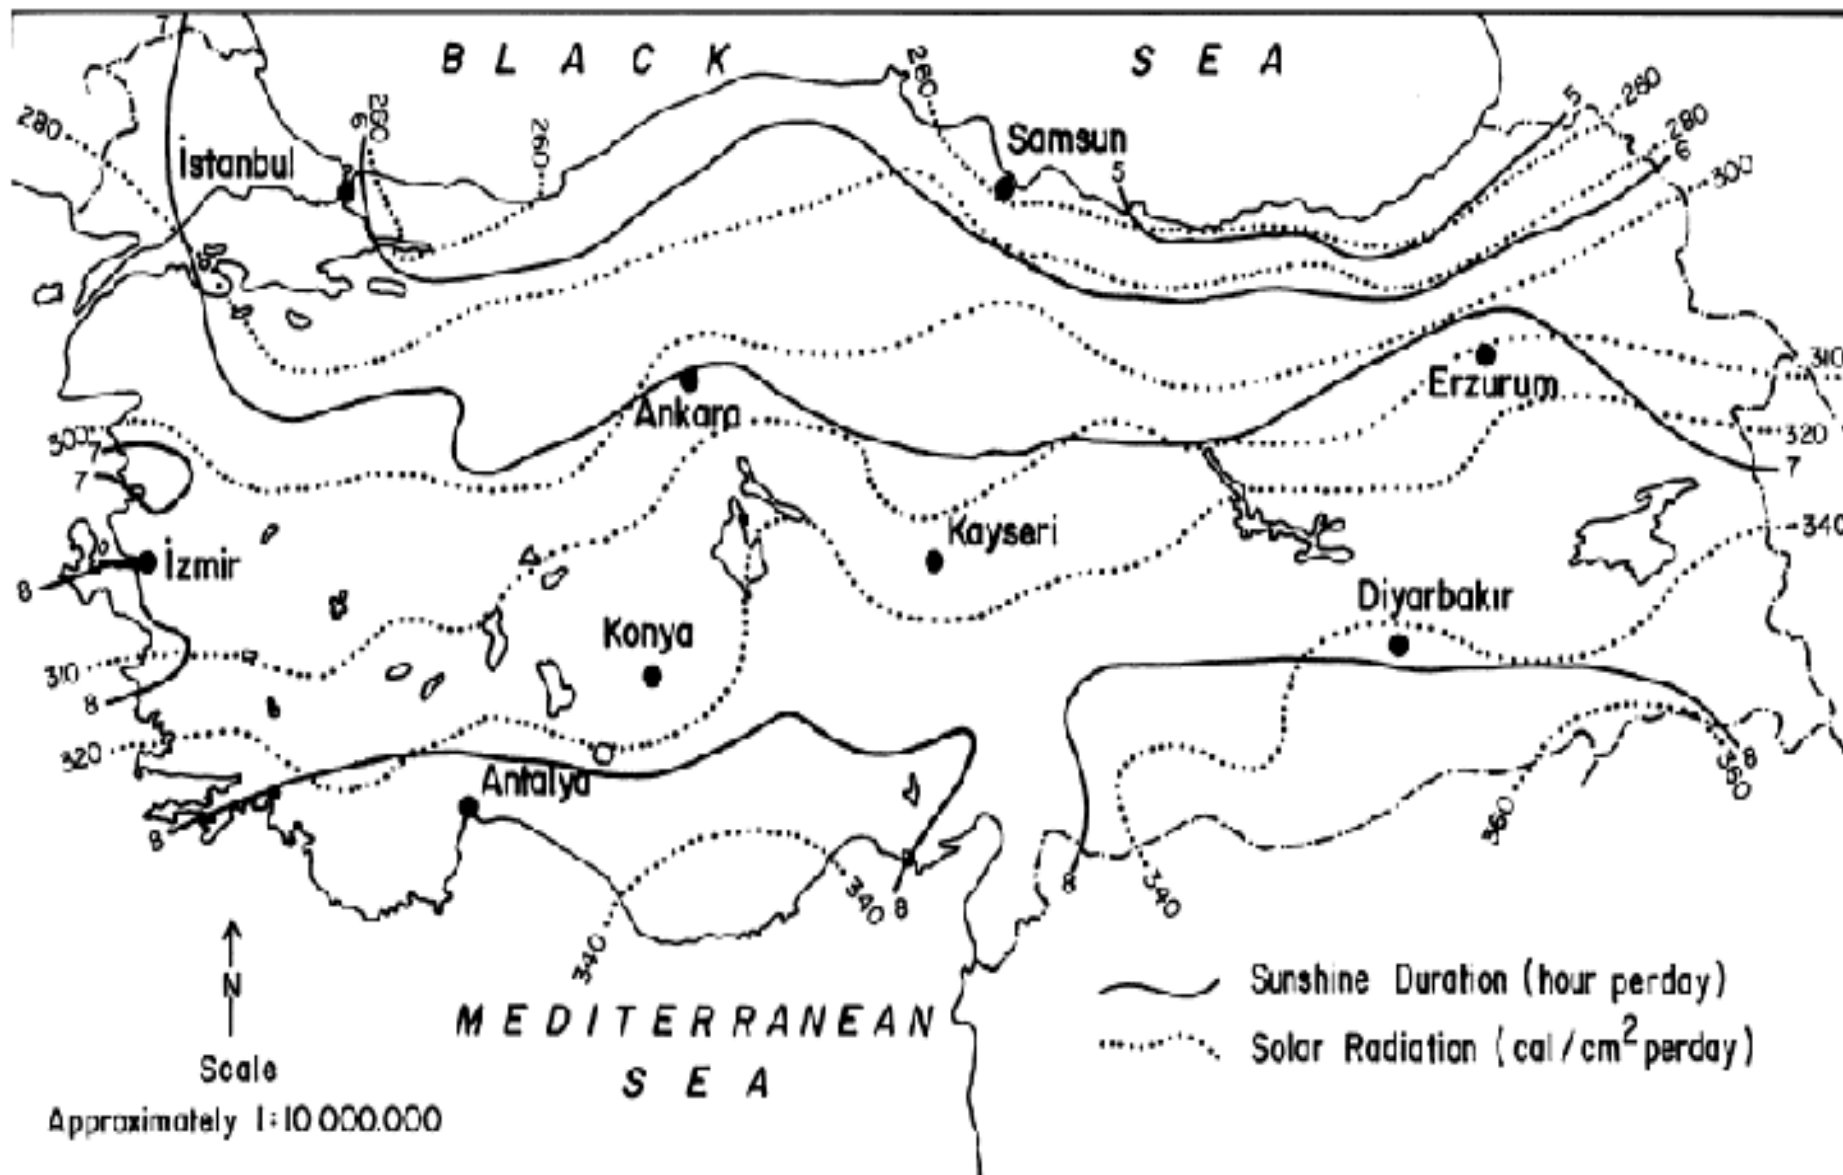 BLACK SEA
7
280
6
280
260
280
5
260
280
6
300
İstanbul
Samsun
5
310
Erzurum
Ankara
300
7
320
7
7
340
Kayseri
İzmir
8
Diyarbakır
Konya
310
8
320
8
Antalya
8
360
360
340
340
8
8
340
N
Sunshine Duration (hour perday)
Solar Radiation (cal/cm² perday)
MEDITERRANEAN
SEA
Scale
Approximately 1:10 000.000